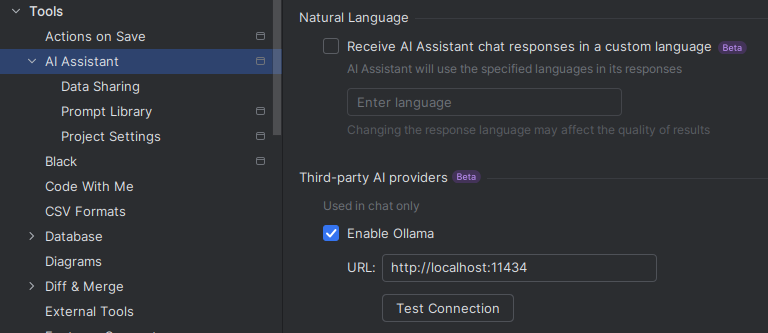 Tools
Actions on Save
AI Assistant
Data Sharing
Prompt Library
Project Settings
Black
Code With Me
CSV Formats
Database
Diagrams
Diff & Merge
External Tools
Natural Language
Receive AI Assistant chat responses in a custom language Beta
AI Assistant will use the specified languages in its responses
Enter language
Changing the response language may affect the quality of results
Third-party AI providers Beta
Used in chat only
Enable Ollama
URL: http://localhost:11434
Test Connection